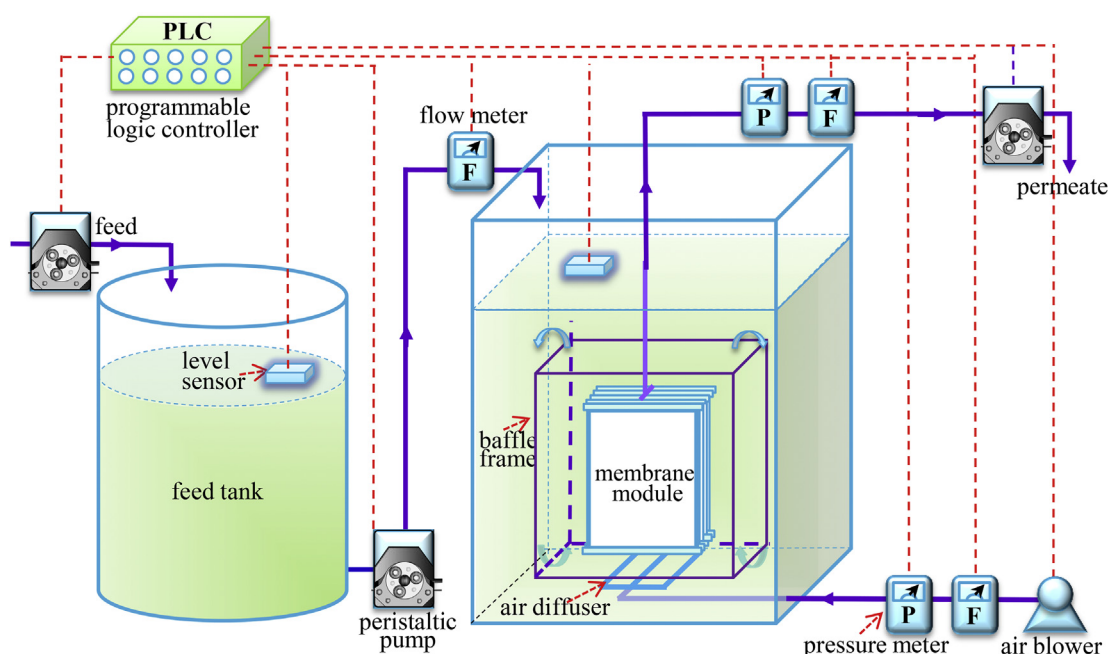 PLC
programmable
logic controller
flow meter
F
P
F
permeate
feed
level
sensor
baffle
frame
membrane
module
feed tank
air diffuser
peristaltic
pump
P
F
pressure meter
air blower